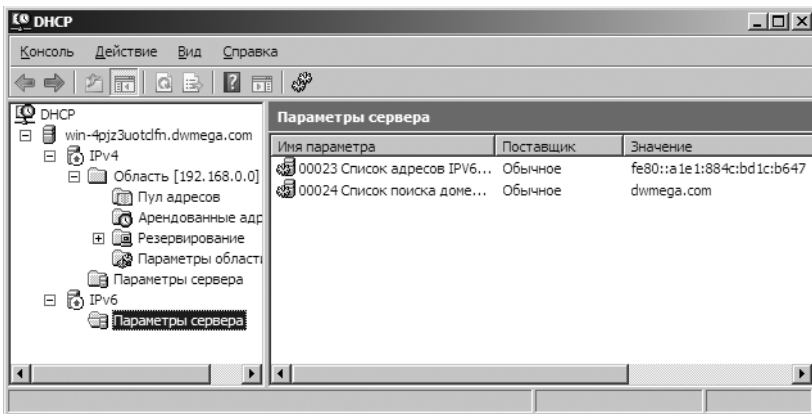 DHCP
Консоль Действие Вид Справка
DHCP
win-4pjz3uotclfn.dwmega.com
IPv4
Область [192.168.0.0]
Пул адресов
Арендованные адр
Резервирование
Параметры област
Параметры сервера
IPv6
Параметры сервера
Параметры сервера
Имя параметра Поставщик Значение
00023 Список адресов IPV6... Обычное fe80::a1e1:884c:bd1c:b647
00024 Список поиска доме... Обычное dwmega.com